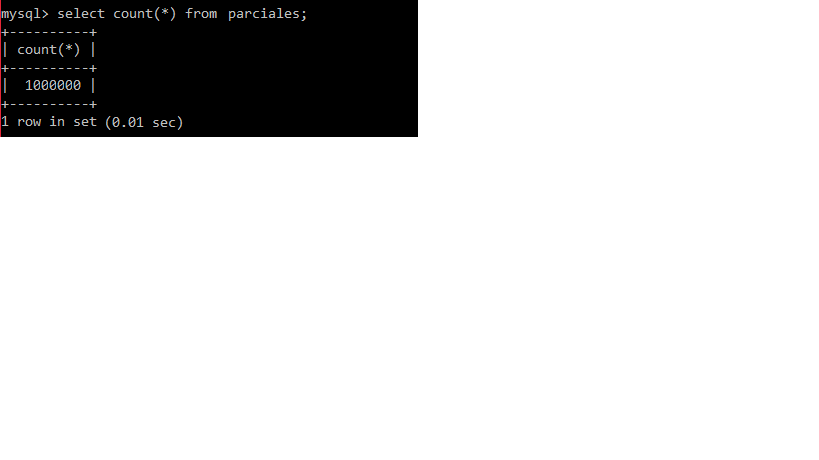 mysql> select count(*) from parciales;
+----------+
| count(*) |
+----------+
|  1000000 |
+----------+
1 row in set (0.01 sec)